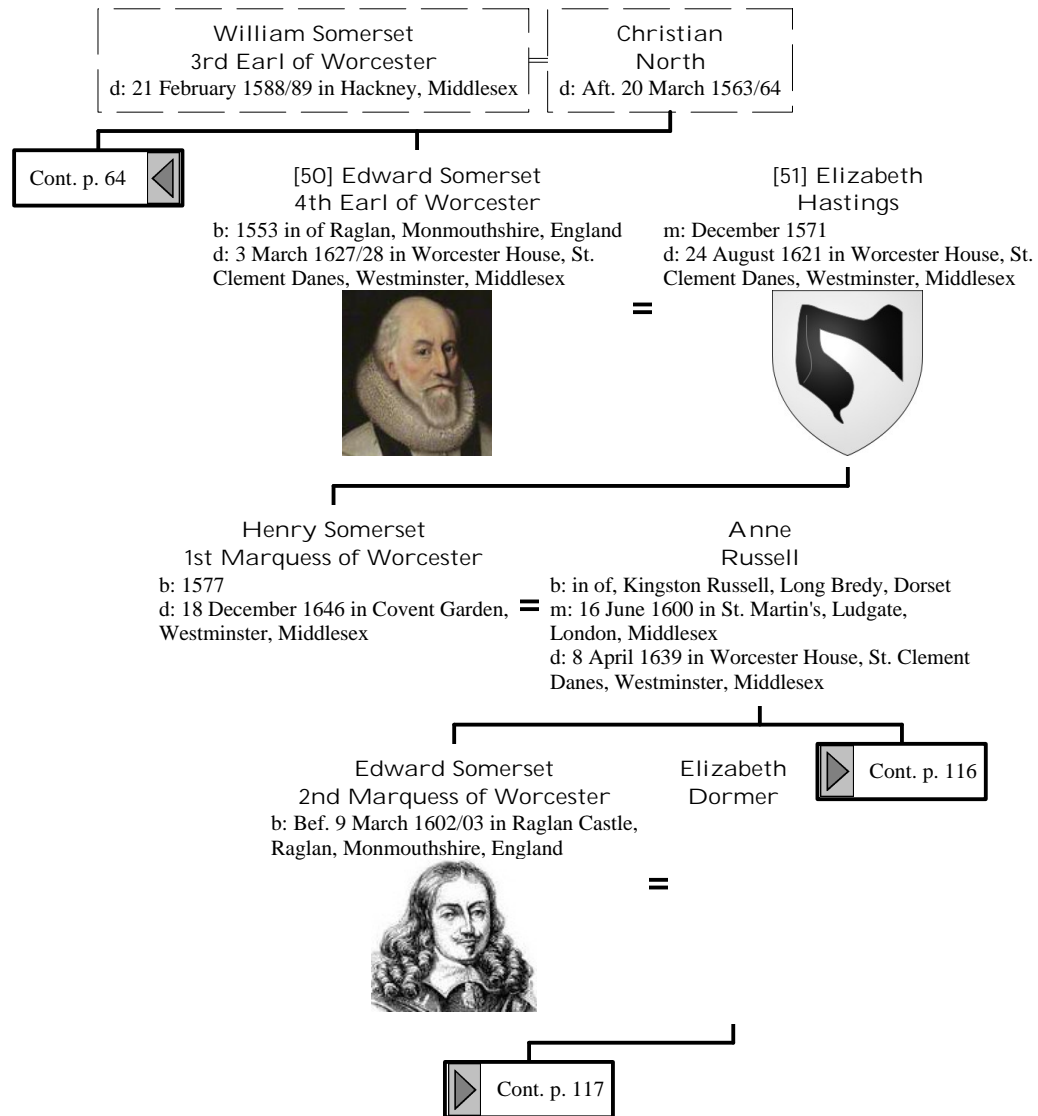 William Somerset
3rd Earl of Worcester
d: 21 February 1588/89 in Hackney, Middlesex
Christian
North
d: Aft. 20 March 1563/64
Cont. p. 64
[50] Edward Somerset
4th Earl of Worcester
b: 1553 in of Raglan, Monmouthshire, England
d: 3 March 1627/28 in Worcester House, St.
Clement Danes, Westminster, Middlesex
=
[51] Elizabeth
Hastings
m: December 1571
d: 24 August 1621 in Worcester House, St.
Clement Danes, Westminster, Middlesex
Henry Somerset
1st Marquess of Worcester
b: 1577
d: 18 December 1646 in Covent Garden,
Westminster, Middlesex
=
Anne
Russell
b: in of, Kingston Russell, Long Bredy, Dorset
m: 16 June 1600 in St. Martin's, Ludgate,
London, Middlesex
d: 8 April 1639 in Worcester House, St. Clement
Danes, Westminster, Middlesex
Edward Somerset
2nd Marquess of Worcester
b: Bef. 9 March 1602/03 in Raglan Castle,
Raglan, Monmouthshire, England
=
Elizabeth
Dormer
Cont. p. 116
Cont. p. 117